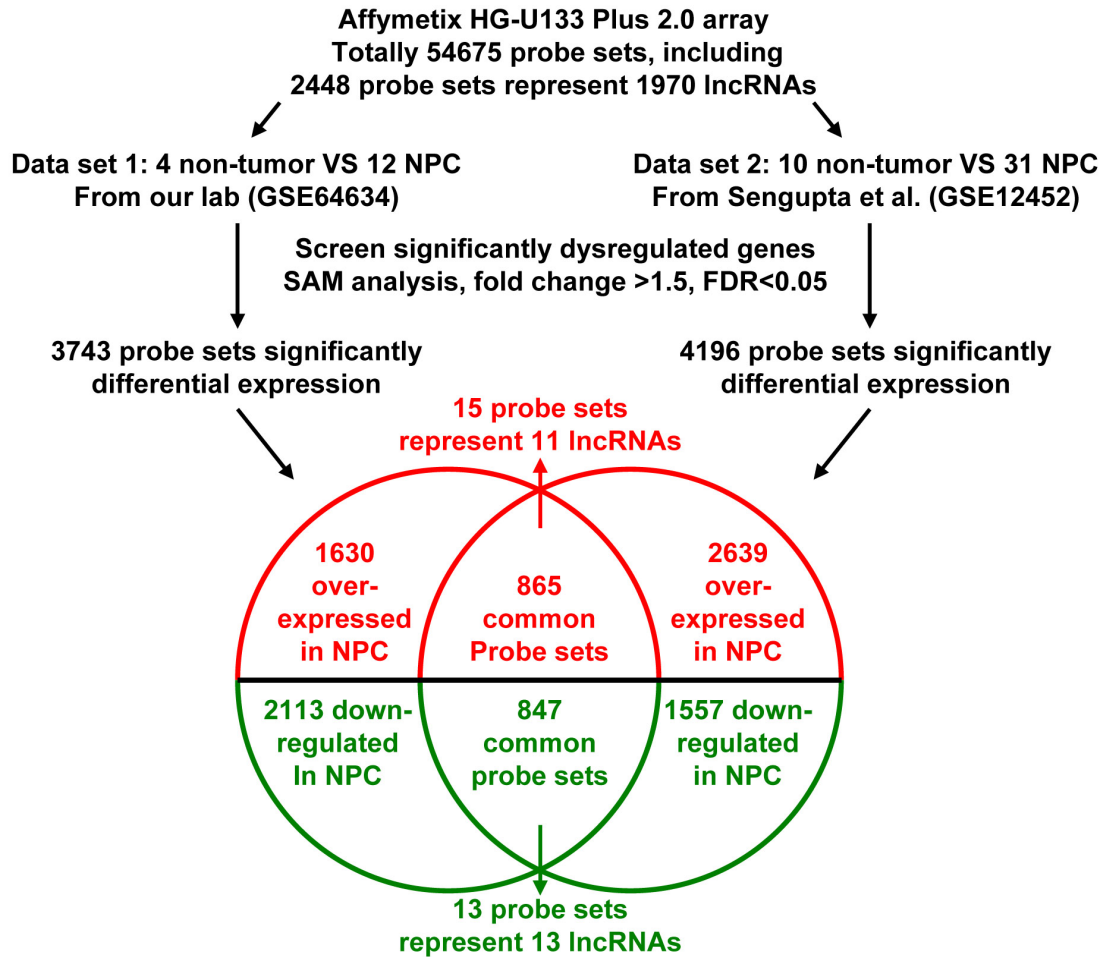 Affymetix HG-U133 Plus 2.0 array
Totally 54675 probe sets, including
2448 probe sets represent 1970 lncRNAs
Data set 1: 4 non-tumor VS 12 NPC
From our lab (GSE64634)
Data set 2: 10 non-tumor VS 31 NPC
From Sengupta et al. (GSE12452)
Screen significantly dysregulated genes
SAM analysis, fold change >1.5, FDR<0.05
3743 probe sets significantly
differential expression
4196 probe sets significantly
differential expression
15 probe sets
represent 11 lncRNAs
1630
over-
expressed
in NPC
865
common
Probe sets
2639
over-
expressed
in NPC
2113 down-
regulated
In NPC
847
common
probe sets
1557 down-
regulated
in NPC
13 probe sets
represent 13 lncRNAs